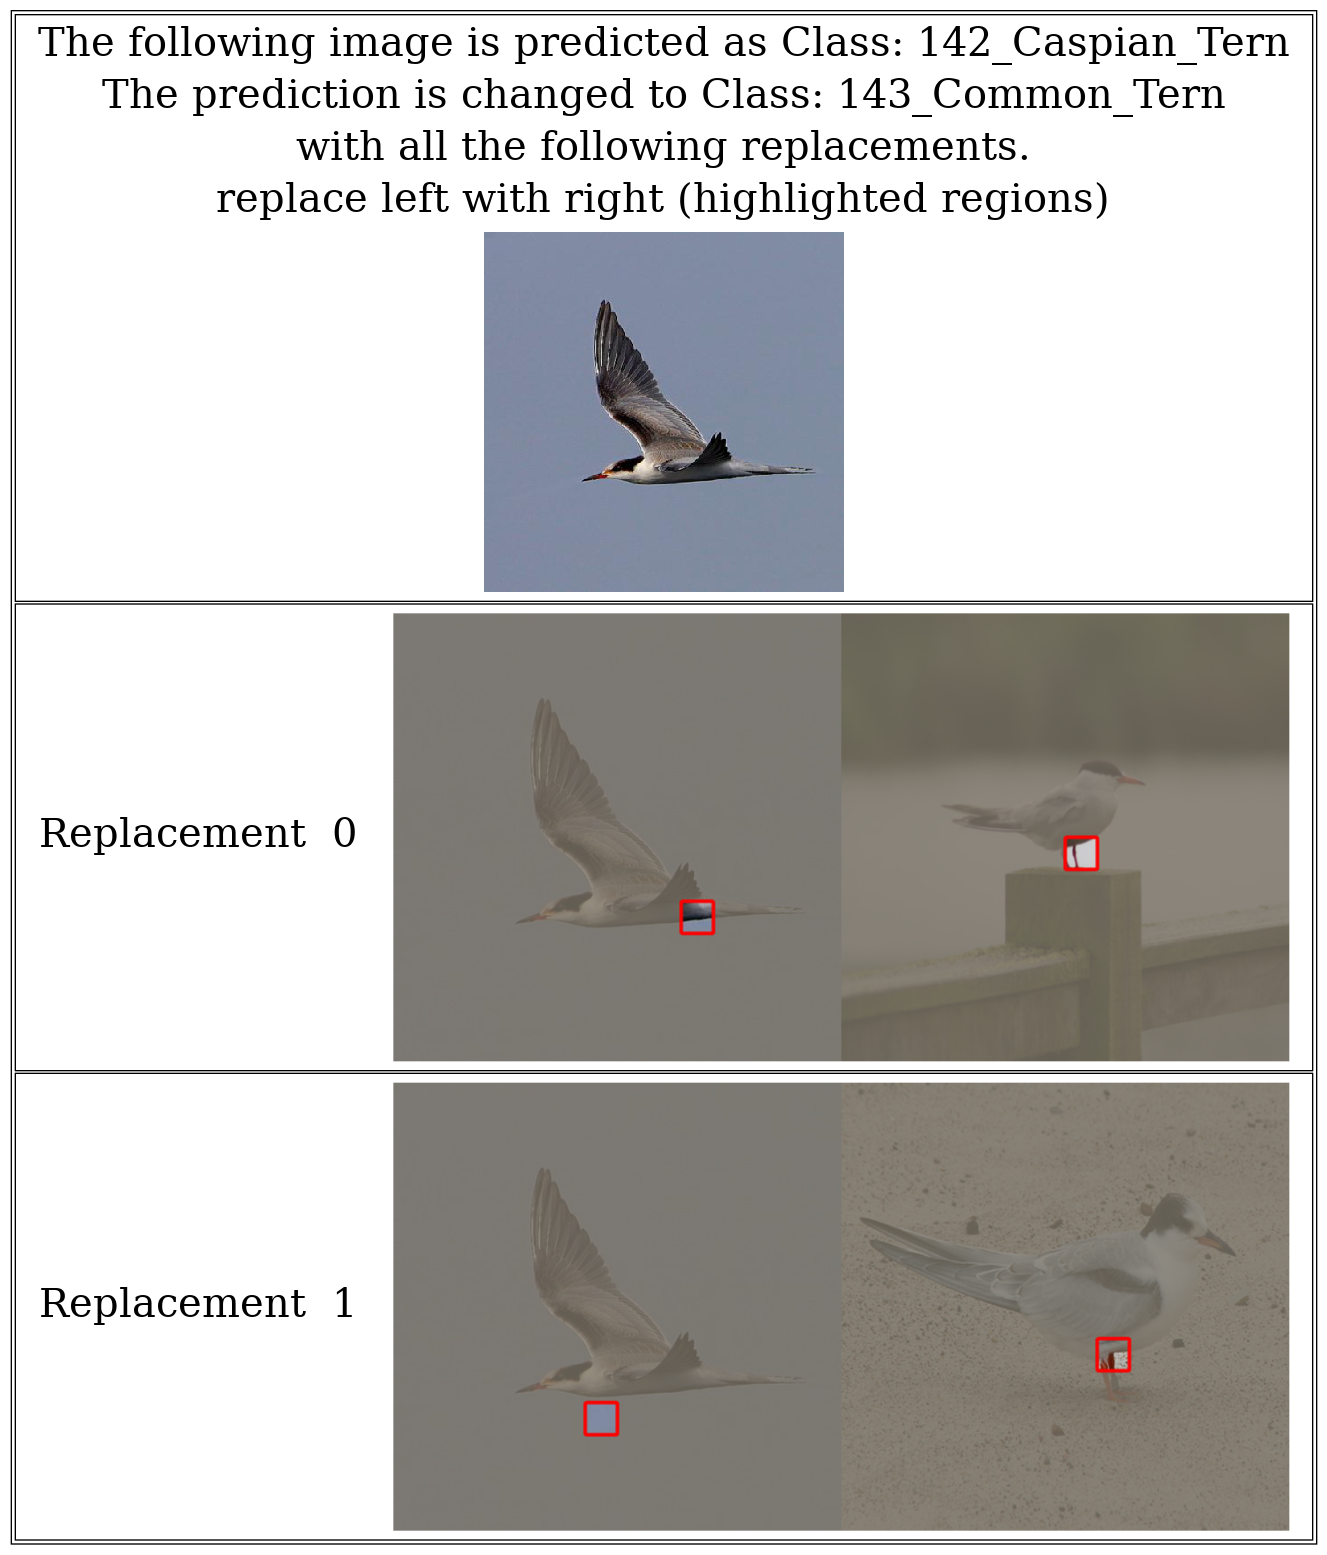 The following image is predicted as Class: 142_Caspian_Tern
The prediction is changed to Class: 143_Common_Tern
with all the following replacements.
replace left with right (highlighted regions)
Replacement 0
Replacement 1